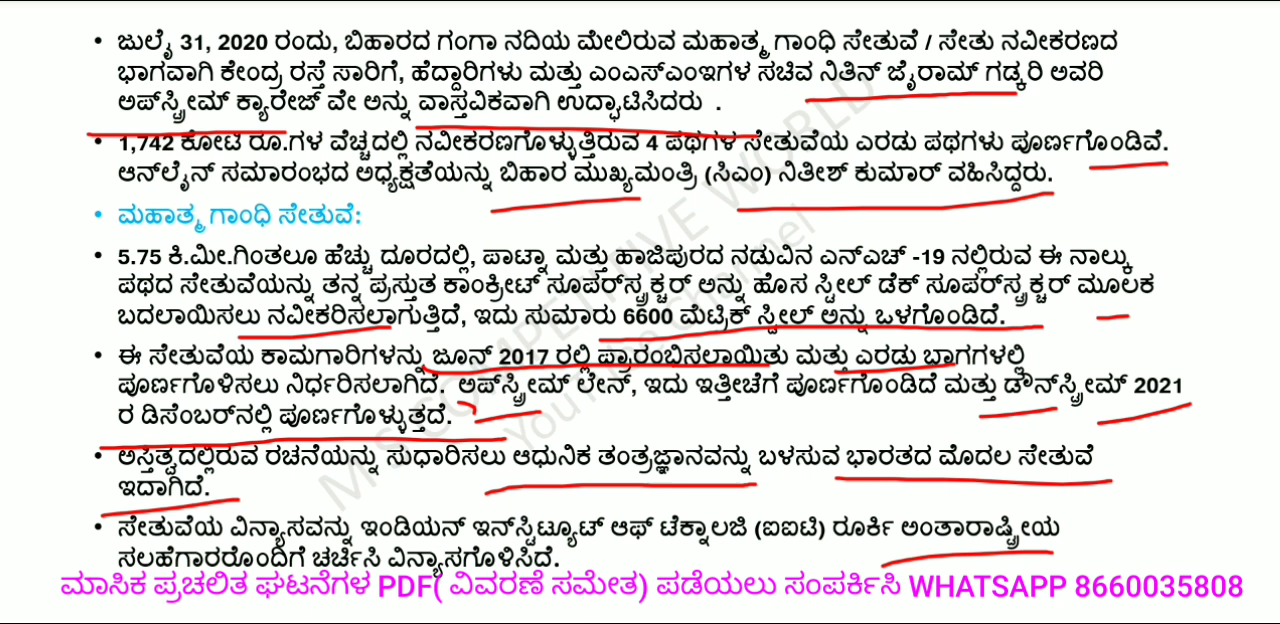 • ಜುಲೈ 31, 2020 ರಂದು, ಬಿಹಾರದ ಗಂಗಾ ನದಿಯ ಮೇಲಿರುವ ಮಹಾತ್ಮ ಗಾಂಧಿ ಸೇತುವೆ / ಸೇತು ನವೀಕರಣದ
ಭಾಗವಾಗಿ ಕೇಂದ್ರ ರಸ್ತೆ ಸಾರಿಗೆ, ಹೆದ್ದಾರಿಗಳು ಮತ್ತು ಎಂಎಸ್ಎಂಇಗಳ ಸಚಿವ ನಿತಿನ್ ಜೈರಾಮ್ ಗಡ್ಕರಿ ಅವರಿ
ಅಪ್‌ಸ್ಟ್ರೀಮ್ ಕ್ಯಾರೇಜ್ ವೇ ಅನ್ನು ವಾಸ್ತವಿಕವಾಗಿ ಉದ್ಘಾಟಿಸಿದರು .
• 1,742 ಕೋಟಿ ರೂ.ಗಳ ವೆಚ್ಚದಲ್ಲಿ ನವೀಕರಣಗೊಳ್ಳುತ್ತಿರುವ 4 ಪಥಗಳ ಸೇತುವೆಯ ಎರಡು ಪಥಗಳು ಪೂರ್ಣಗೊಂಡಿವೆ.
ಆನ್‌ಲೈನ್ ಸಮಾರಂಭದ ಅಧ್ಯಕ್ಷತೆಯನ್ನು ಬಿಹಾರ ಮುಖ್ಯಮಂತ್ರಿ (ಸಿಎಂ) ನಿತೀಶ್ ಕುಮಾರ್ ವಹಿಸಿದ್ದರು.
• ಮಹಾತ್ಮ ಗಾಂಧಿ ಸೇತುವೆ:
• 5.75 ಕಿ.ಮೀ.ಗಿಂತಲೂ ಹೆಚ್ಚು ದೂರದಲ್ಲಿ, ಪಾಟ್ನಾ ಮತ್ತು ಹಾಜಿಪುರದ ನಡುವಿನ ಎನ್ಎಚ್ -19 ನಲ್ಲಿರುವ ಈ ನಾಲ್ಕು
ಪಥದ ಸೇತುವೆಯನ್ನು ತನ್ನ ಪ್ರಸ್ತುತ ಕಾಂಕ್ರೀಟ್ ಸೂಪರ್‌ಸ್ಟ್ರಕ್ಚರ್ ಅನ್ನು ಹೊಸ ಸ್ಟೀಲ್ ಡೆಕ್ ಸೂಪರ್‌ಸ್ಟ್ರಕ್ಚರ್ ಮೂಲಕ
ಬದಲಾಯಿಸಲು ನವೀಕರಿಸಲಾಗುತ್ತಿದೆ, ಇದು ಸುಮಾರು 6600 ಮೆಟ್ರಿಕ್ ಸ್ಟೀಲ್ ಅನ್ನು ಒಳಗೊಂಡಿದೆ.
• ಈ ಸೇತುವೆಯ ಕಾಮಗಾರಿಗಳನ್ನು ಜೂನ್ 2017 ರಲ್ಲಿ ಪ್ರಾರಂಭಿಸಲಾಯಿತು ಮತ್ತು ಎರಡು ಭಾಗಗಳಲ್ಲಿ
ಪೂರ್ಣಗೊಳಿಸಲು ನಿರ್ಧರಿಸಲಾಗಿದೆ. ಅಪ್‌ಸ್ಟ್ರೀಮ್ ಲೇನ್, ಇದು ಇತ್ತೀಚೆಗೆ ಪೂರ್ಣಗೊಂಡಿದೆ ಮತ್ತು ಡೌನ್‌ಸ್ಟ್ರೀಮ್ 2021
ರ ಡಿಸೆಂಬರ್‌ನಲ್ಲಿ ಪೂರ್ಣಗೊಳ್ಳುತ್ತದೆ.
• ಅಸ್ತಿತ್ವದಲ್ಲಿರುವ ರಚನೆಯನ್ನು ಸುಧಾರಿಸಲು ಆಧುನಿಕ ತಂತ್ರಜ್ಞಾನವನ್ನು ಬಳಸುವ ಭಾರತದ ಮೊದಲ ಸೇತುವೆ
ಇದಾಗಿದೆ.
• ಸೇತುವೆಯ ವಿನ್ಯಾಸವನ್ನು ಇಂಡಿಯನ್ ಇನ್‌ಸ್ಟಿಟ್ಯೂಟ್ ಆಫ್ ಟೆಕ್ನಾಲಜಿ (ಐಐಟಿ) ರೂರ್ಕಿ ಅಂತಾರಾಷ್ಟ್ರೀಯ
ಸಲಹೆಗಾರರೊಂದಿಗೆ ಚರ್ಚಿಸಿ ವಿನ್ಯಾಸಗೊಳಿಸಿದೆ.
ಮಾಸಿಕ ಪ್ರಚಲಿತ ಘಟನೆಗಳ PDF( ವಿವರಣೆ ಸಮೇತ) ಪಡೆಯಲು ಸಂಪರ್ಕಿಸಿ WHATSAPP 8660035808